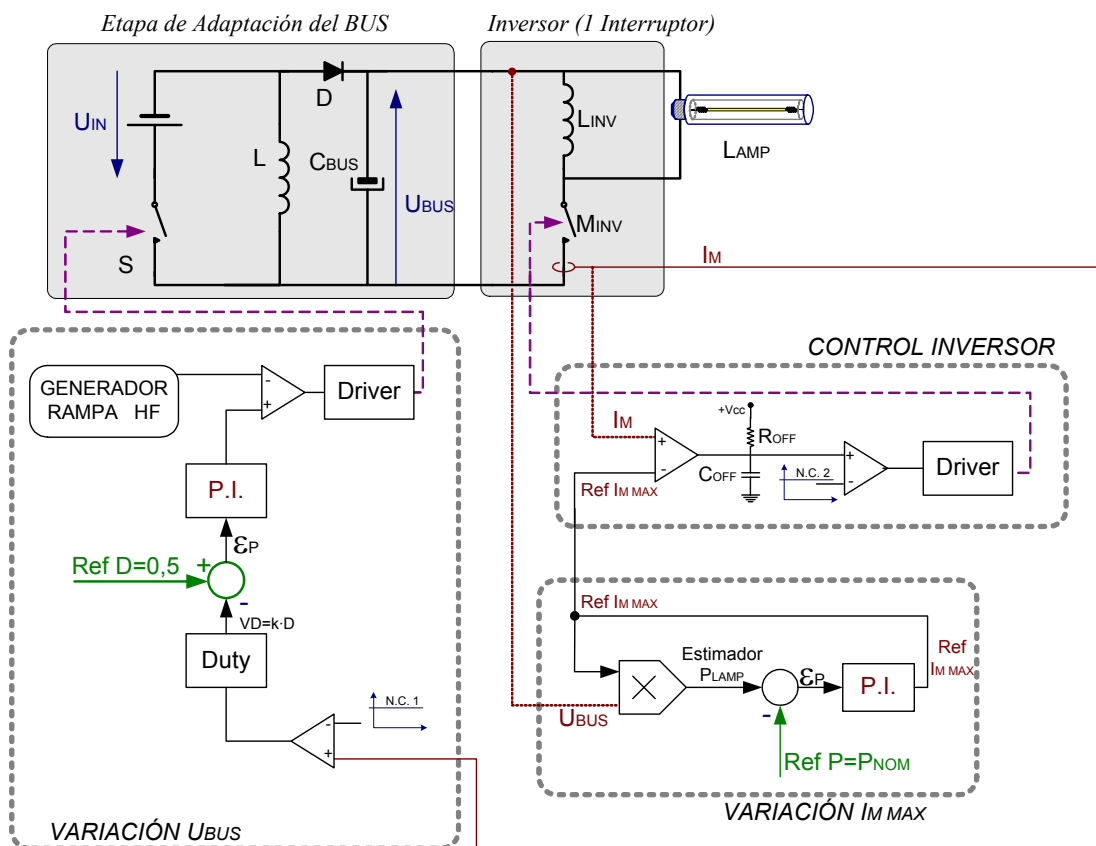 Etapa de Adaptación del BUS
Inversor (1 Interruptor)
UIN
D
L
CBUS
UBUS
S
LINV
MINV
LAMP
IM
GENERADOR
RAMPA HF
-
+
Driver
P.I.
εP
Ref D=0,5
+
-
VD=k·D
Duty
N.C. 1
-
+
VARIACIÓN UBUS
CONTROL INVERSOR
IM
+
-
Ref IM MAX
+Vcc
ROFF
COFF
N.C. 2
+
-
Driver
Ref IM MAX
Estimador
PLAMP
εP
P.I.
Ref
IM MAX
×
UBUS
-
Ref P=PNOM
VARIACIÓN IM MAX